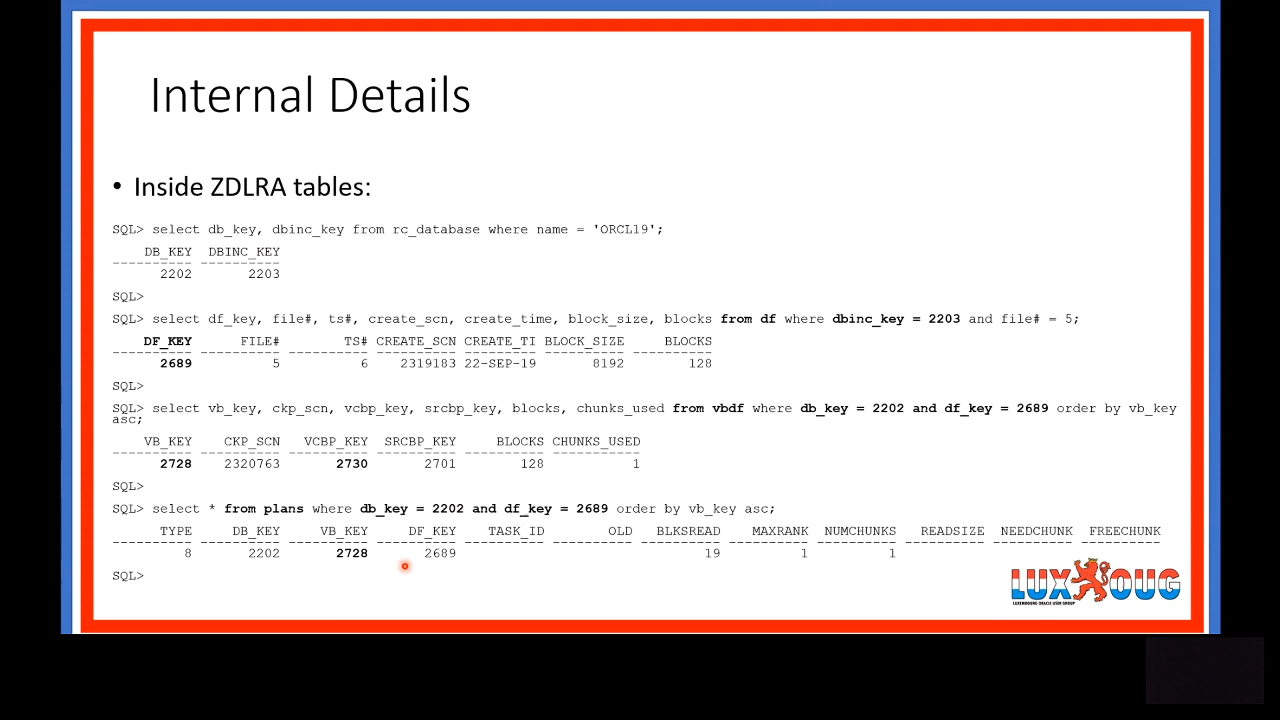 Internal Details
• Inside ZDLRA tables:
SQL> select db_key, dbinc_key from rc_database where name = 'ORCL19';
DB_KEY DBINC_KEY
---------- ----------
2202 2203
SQL>
SQL> select df_key, file#, ts#, create_scn, create_time, block_size, blocks from df where dbinc_key = 2203 and file# = 5;
DF_KEY FILE# TS# CREATE_SCN CREATE_TI BLOCK_SIZE BLOCKS
---------- ---------- ---------- ---------- --------- ---------- ----------
2689 5 6 2319183 22-SEP-19 8192 128
SQL>
SQL> select vb_key, ckp_scn, vcbp_key, srcbp_key, blocks, chunks_used from vbdf where db_key = 2202 and df_key = 2689 order by vb_key
asc;
VB_KEY CKP_SCN VCBP_KEY SRCBP_KEY BLOCKS CHUNKS_USED
---------- ---------- ---------- ---------- ---------- -----------
2728 2320763 2730 2701 128 1
SQL>
SQL> select * from plans where db_key = 2202 and df_key = 2689 order by vb_key asc;
TYPE DB_KEY VB_KEY DF_KEY TASK_ID OLD BLKSREAD MAXRANK NUMCHUNKS READSIZE NEEDCHUNK FREECHUNK
---------- ---------- ---------- ---------- ---------- ---------- ---------- ---------- ---------- ---------- ---------- ----------
8 2202 2728 2689 19 1 1
SQL>
LUXOUG
LUXEMBOURG ORACLE USER GROUP